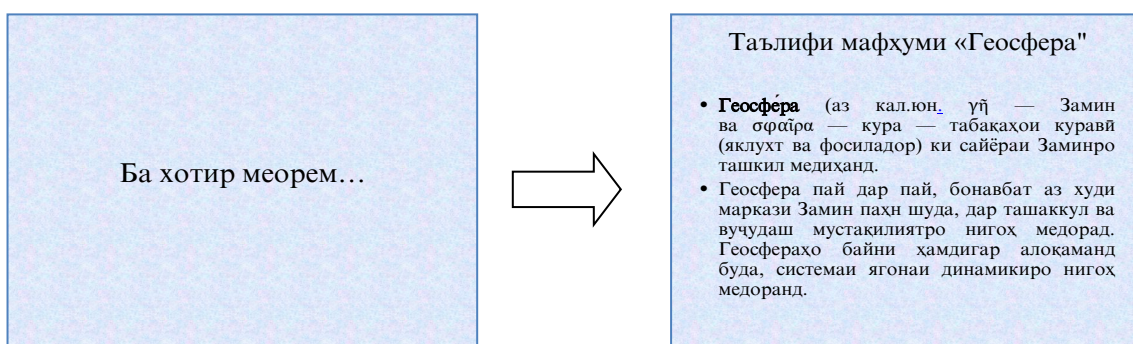 Ба хотир меорем…
Таълифи мафҳуми «Геосфера"
• Геосфе́ра (аз кал.юн. γῆ — Замин
ва σφαῖρα — кура — табақаҳои куравӣ
(яклухт ва фосиладор) ки сайёраи Заминро
ташкил медиҳанд.
• Геосфера пай дар пай, бонавбат аз худи
маркази Замин паҳн шуда, дар ташаккул ва
вуҷудаш мустақилиятро нигоҳ медорад.
Геосфераҳо байни ҳамдигар алоқаманд
буда, системаи ягонаи динамикиро нигоҳ
медоранд.